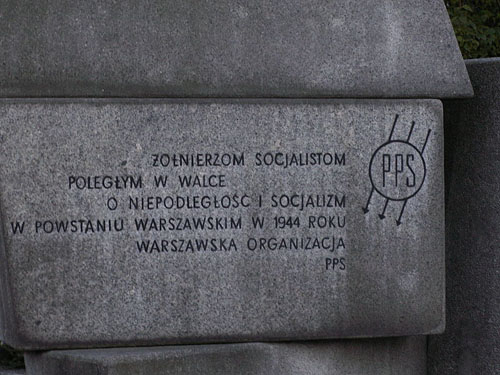 ŻOŁNIERZOM SOCJALISTOM
POLEGŁYM W WALCE
O NIEPODLEGŁOŚĆ I SOCJALIZM
W POWSTANIU WARSZAWSKIM W 1944 ROKU
WARSZAWSKA ORGANIZACJA
PPS
PPS